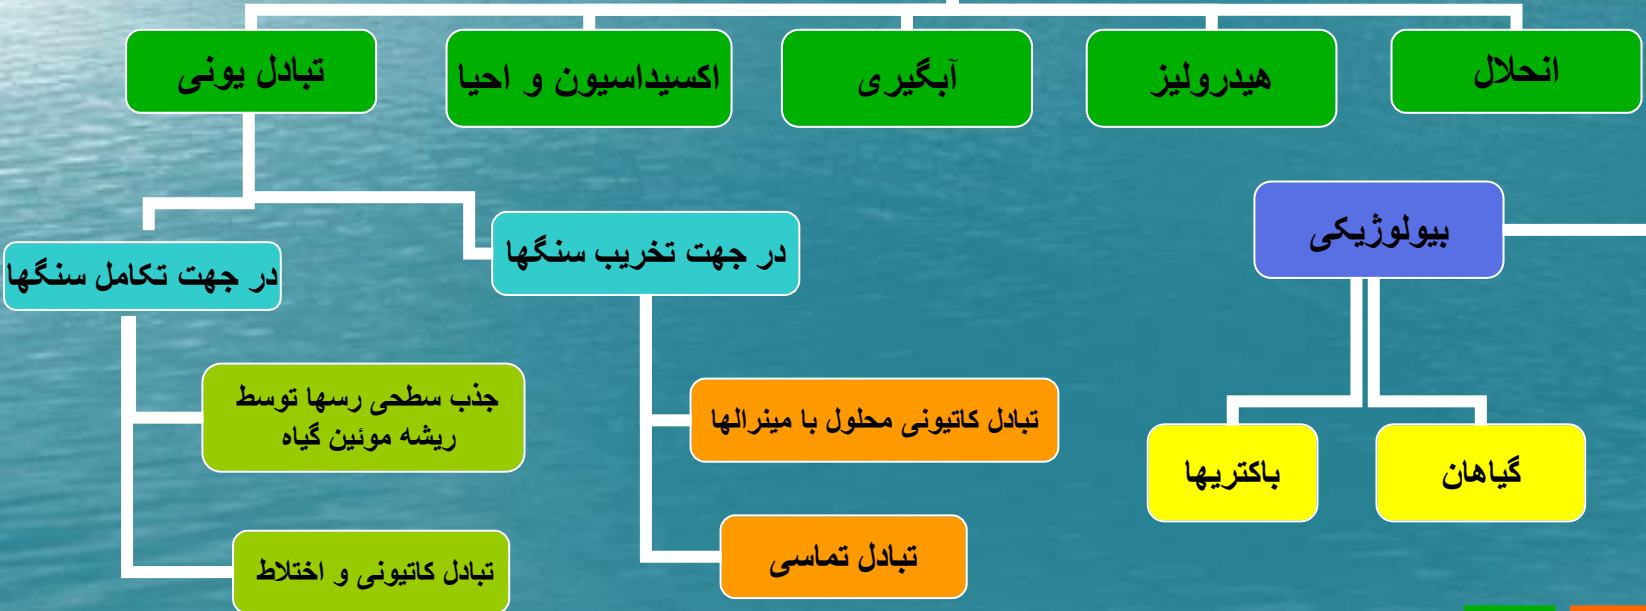 انحلال
هیدرولیز
آبگیری
اکسیداسیون و احیا
تبادل یونی
بیولوژیکی
در جهت تخریب سنگها
در جهت تکامل سنگها
گیاهان
باکتریها
تبادل کاتیونی محلول با مینرالها
تبادل تماسی
جذب سطحی رسها توسط
ریشه موئین گیاه
تبادل کاتیونی و اختلاط